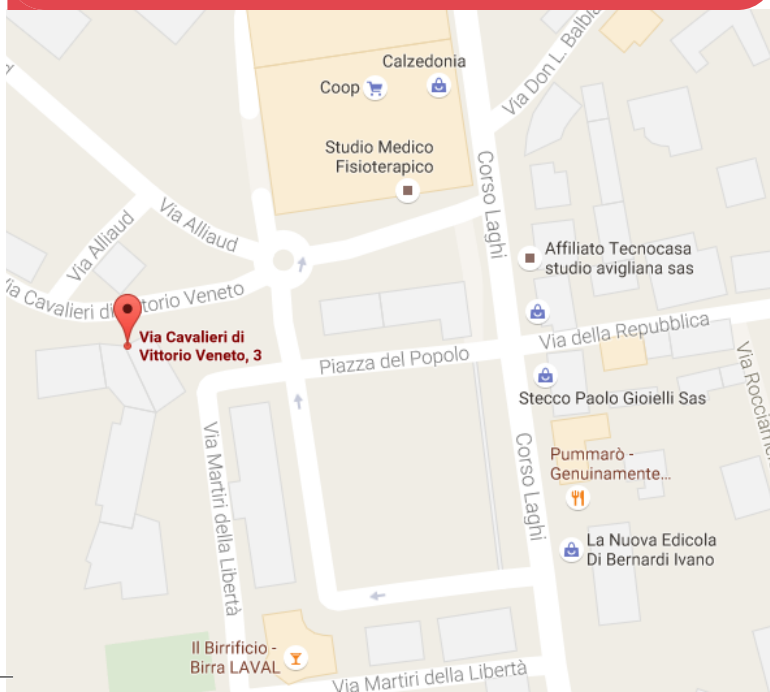 Calzedonia
Coop
Via Don L. Balbia
Studio Medico
Fisioterapico
Corso Laghi
Via Alliaud
Via Alliaud
Affiliato Tecnocasa
studio avigliana sas
Via Cavalieri di Vittorio Veneto
Via Cavalieri di
Vittorio Veneto, 3
Via della Repubblica
Piazza del Popolo
Stecco Paolo Gioielli Sas
Via Rocciam
Via Martiri della Libertà
Corso Laghi
Pummarò -
Genuinamente...
La Nuova Edicola
Di Bernardi Ivano
Il Birrificio -
Birra LAVAL
Via Martiri della Libertà